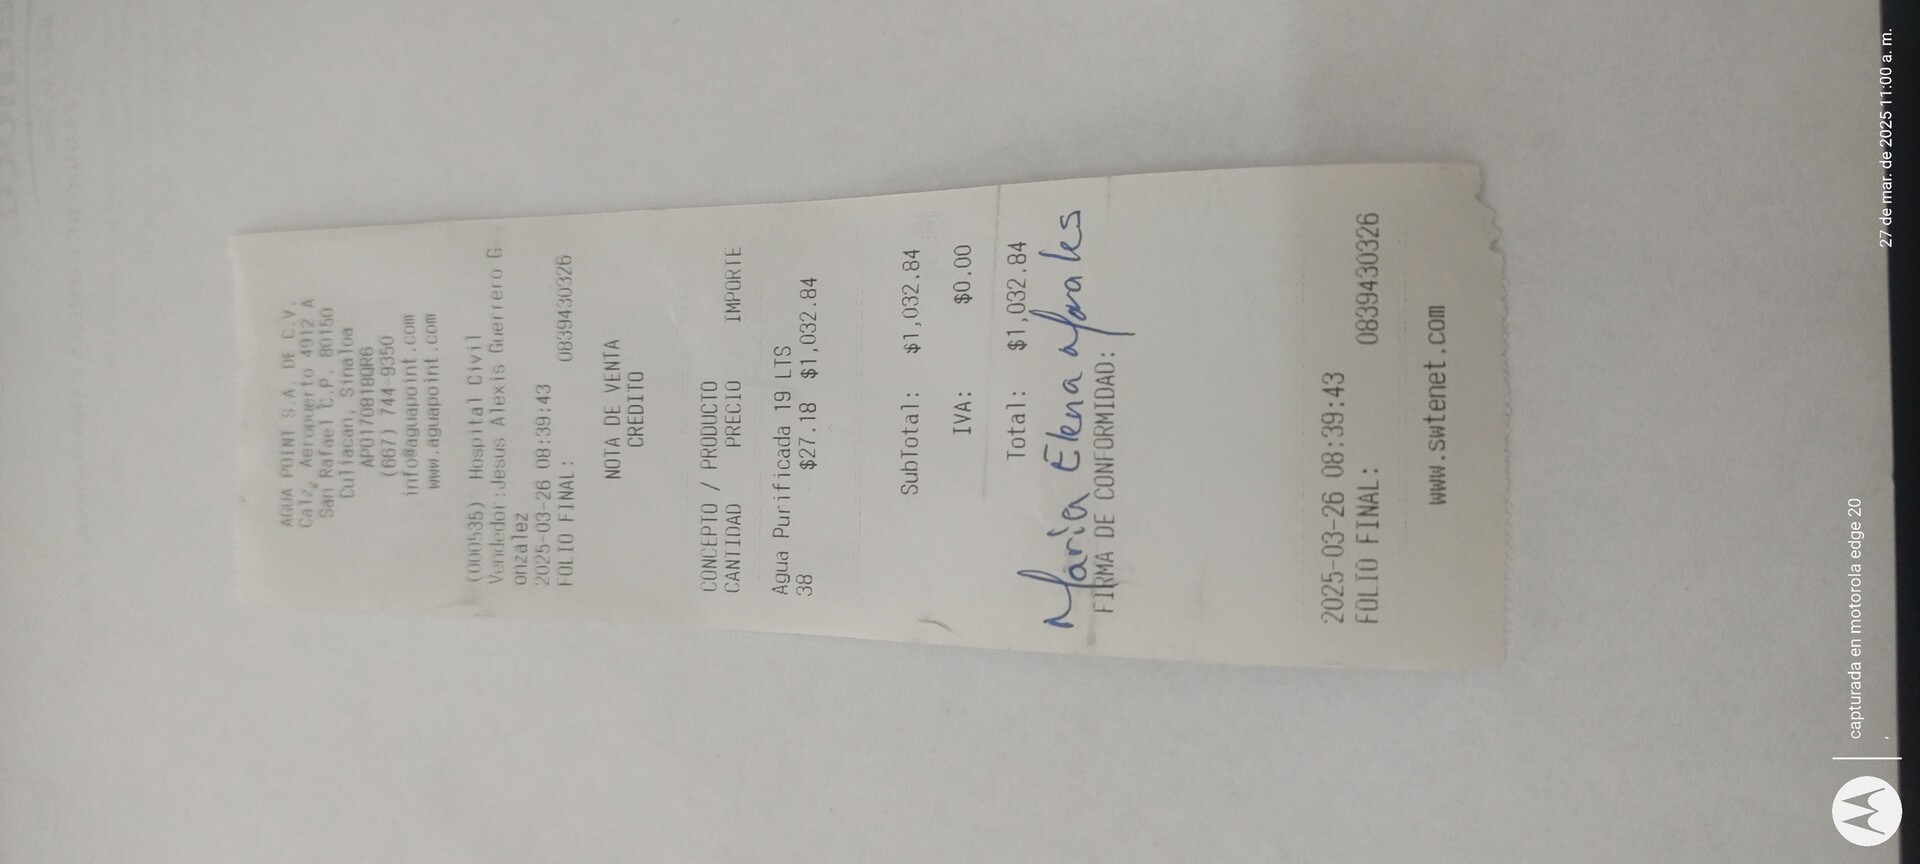 AGUA POINT S.A. DE C.V.
Calz. Aeropuerto 4912 A
San Rafael C.P. 80150
Culiacan, Sinaloa
APO170818QR6
(667) 744-9350
info@aguapoint.com
www.aguapoint.com
(000535) Hospital Civil
Vendedor:Jesus Alexis Guerrero G
onzalez
2025-03-26 08:39:43
FOLIO FINAL: 0839430326
NOTA DE VENTA
CREDITO
CONCEPTO / PRODUCTO
CANTIDAD PRECIO IMPORTE
Agua Purificada 19 LTS
38 $27.18 $1,032.84
SubTotal: $1,032.84
IVA: $0.00
Total: $1,032.84
Maria Elena Morales
FIRMA DE CONFORMIDAD:
2025-03-26 08:39:43
FOLIO FINAL: 0839430326
www.swtenet.com
capturada en motorola edge 20
27 de mar. de 2025 11:00 a. m.